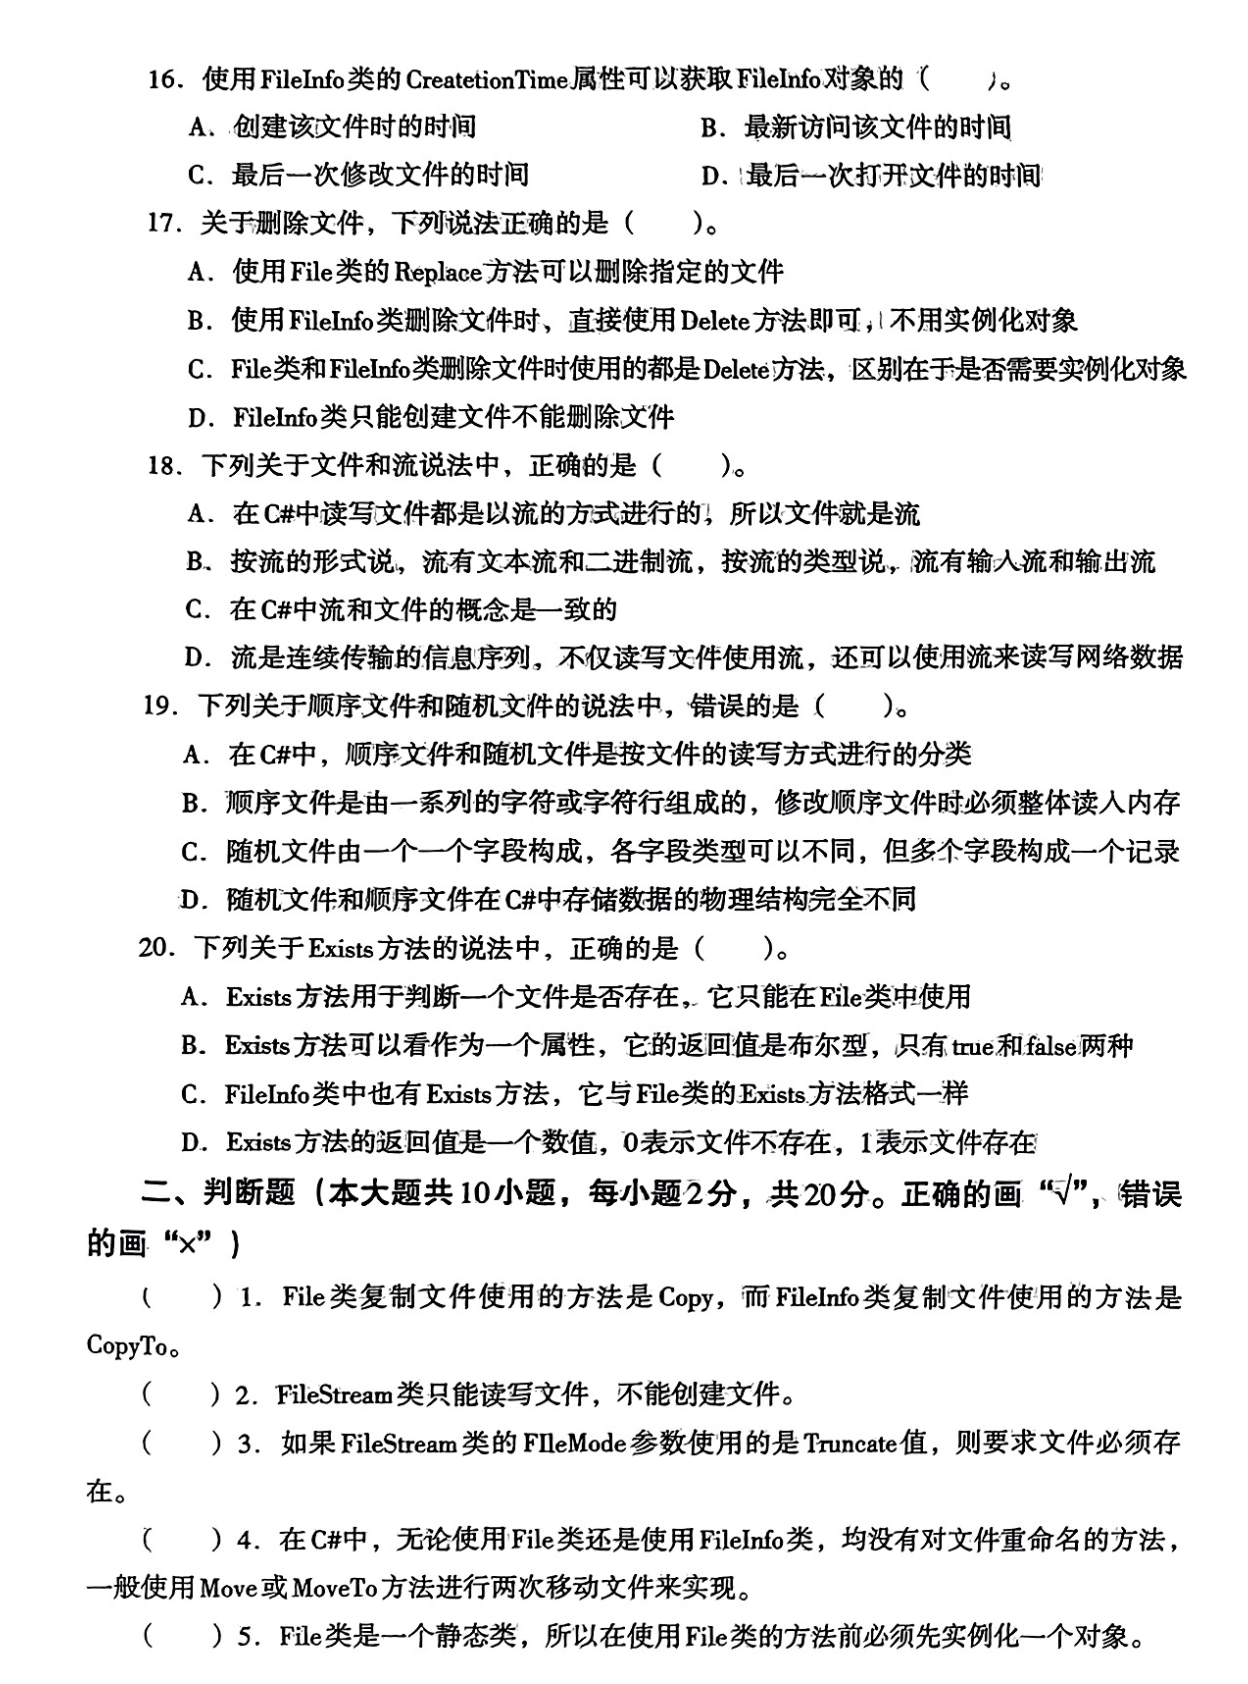 16．使用FileInfo类的CreatetionTime属性可以获取FileInfo对象的（　　）。
A．创建该文件时的时间　　B．最新访问该文件的时间
C．最后一次修改文件的时间　　D．最后一次打开文件的时间
17．关于删除文件，下列说法正确的是（　　）。
A．使用File类的Replace方法可以删除指定的文件
B．使用FileInfo类删除文件时、直接使用Delete方法即可，不用实例化对象
C．File类和FileInfo类删除文件时使用的都是Delete方法，区别在于是否需要实例化对象
D．FileInfo类只能创建文件不能删除文件
18．下列关于文件和流说法中，正确的是（　　）。
A．在C#中读写文件都是以流的方式进行的，所以文件就是流
B．按流的形式说，流有文本流和二进制流，按流的类型说，流有输入流和输出流
C．在C#中流和文件的概念是一致的
D．流是连续传输的信息序列。不仅读写文件使用流，还可以使用流来读写网络数据
19．下列关于顺序文件和随机文件的说法中，错误的是（　　）。
A．在C#中，顺序文件和随机文件是按文件的读写方式进行的分类
B．顺序文件是由一系列的字符或字符行组成的，修改顺序文件时必须整体读入内存
C．随机文件由一个一个字段构成，各字段类型可以不同，但多个字段构成一个记录
D．随机文件和顺序文件在C#中存储数据的物理结构完全不同
20．下列关于Exists方法的说法中，正确的是（　　）。
A．Exists方法用于判断一个文件是否存在，它只能在File类中使用
B．Exists方法可以看作为一个属性，它的返回值是布尔型，只有true和false两种
C．FileInfo类中也有Exists方法，它与File类的Exists方法格式一样
D．Exists方法的返回值是一个数值，0表示文件不存在，1表示文件存在
二、判断题（本大题共10小题，每小题2分，共20分。正确的画“√”，错误
的画“×”）
（　　）1．File类复制文件使用的方法是Copy，而FileInfo类复制文件使用的方法是
CopyTo。
（　　）2．FileStream类只能读写文件，不能创建文件。
（　　）3．如果FileStream类的FIleMode参数使用的是Truncate值，则要求文件必须存
在。
（　　）4．在C#中，无论使用File类还是使用FileInfo类，均没有对文件重命名的方法，
一般使用Move或MoveTo方法进行两次移动文件来实现。
（　　）5．File类是一个静态类，所以在使用File类的方法前必须先实例化一个对象。